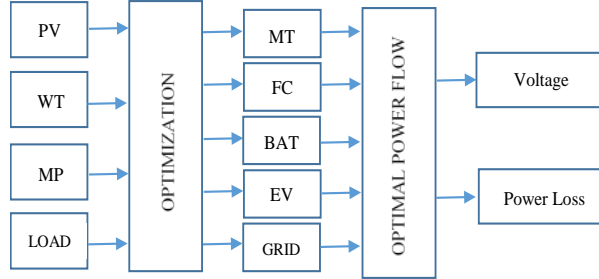 PV
WT
MP
LOAD
OPTIMIZATION
MT
FC
BAT
EV
GRID
OPTIMAL POWER FLOW
Voltage
Power Loss